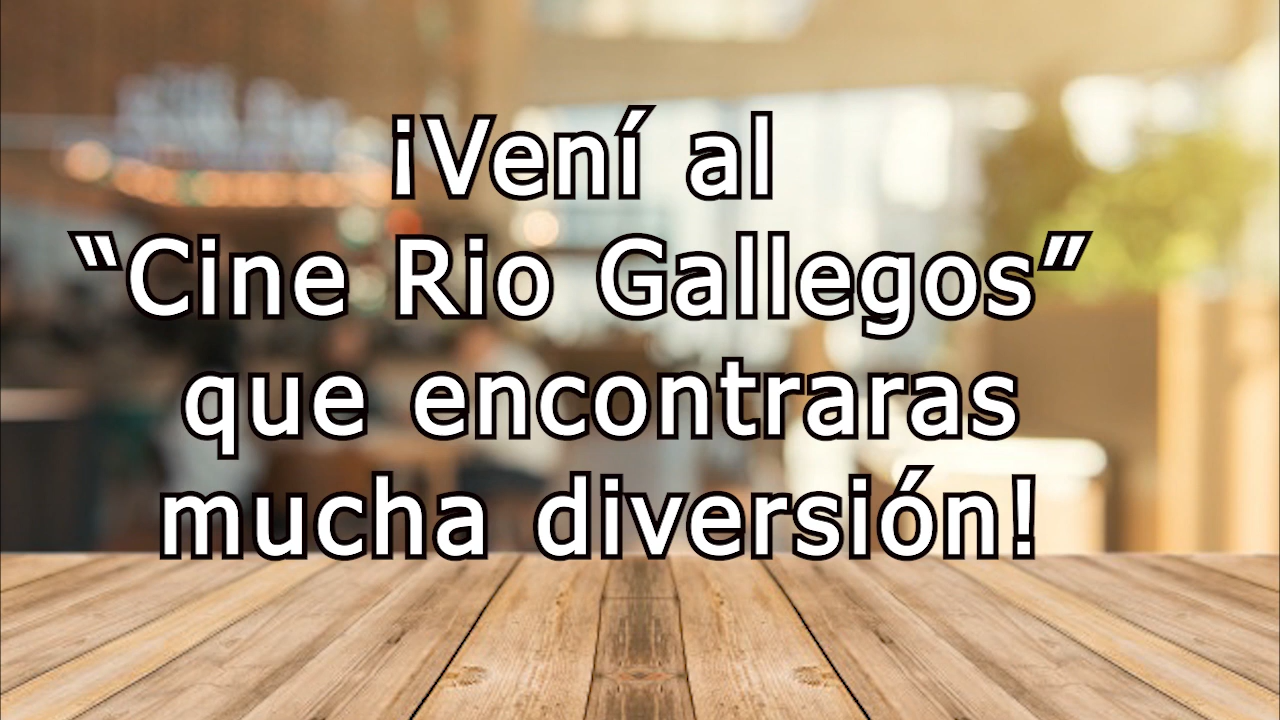 ¡Vení al
“Cine Rio Gallegos”
que encontraras
mucha diversión!